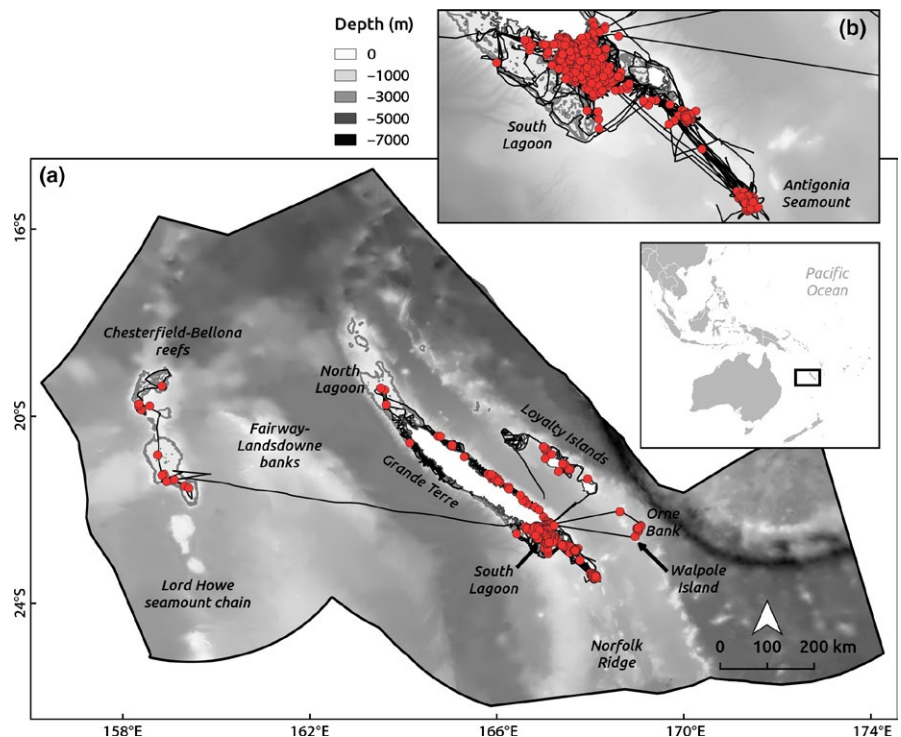 Depth (m)
0
−1000
−3000
−5000
−7000
(b)
South
Lagoon
Antigonia
Seamount
(a)
16°S
20°S
24°S
Pacific
Ocean
Chesterfield-Bellona
reefs
North
Lagoon
Fairway-
Landsdowne
banks
Loyalty Islands
Grande Terre
Orne
Bank
Walpole
Island
South
Lagoon
Lord Howe
seamount chain
Norfolk
Ridge
0 100 200 km
158°E 162°E 166°E 170°E 174°E